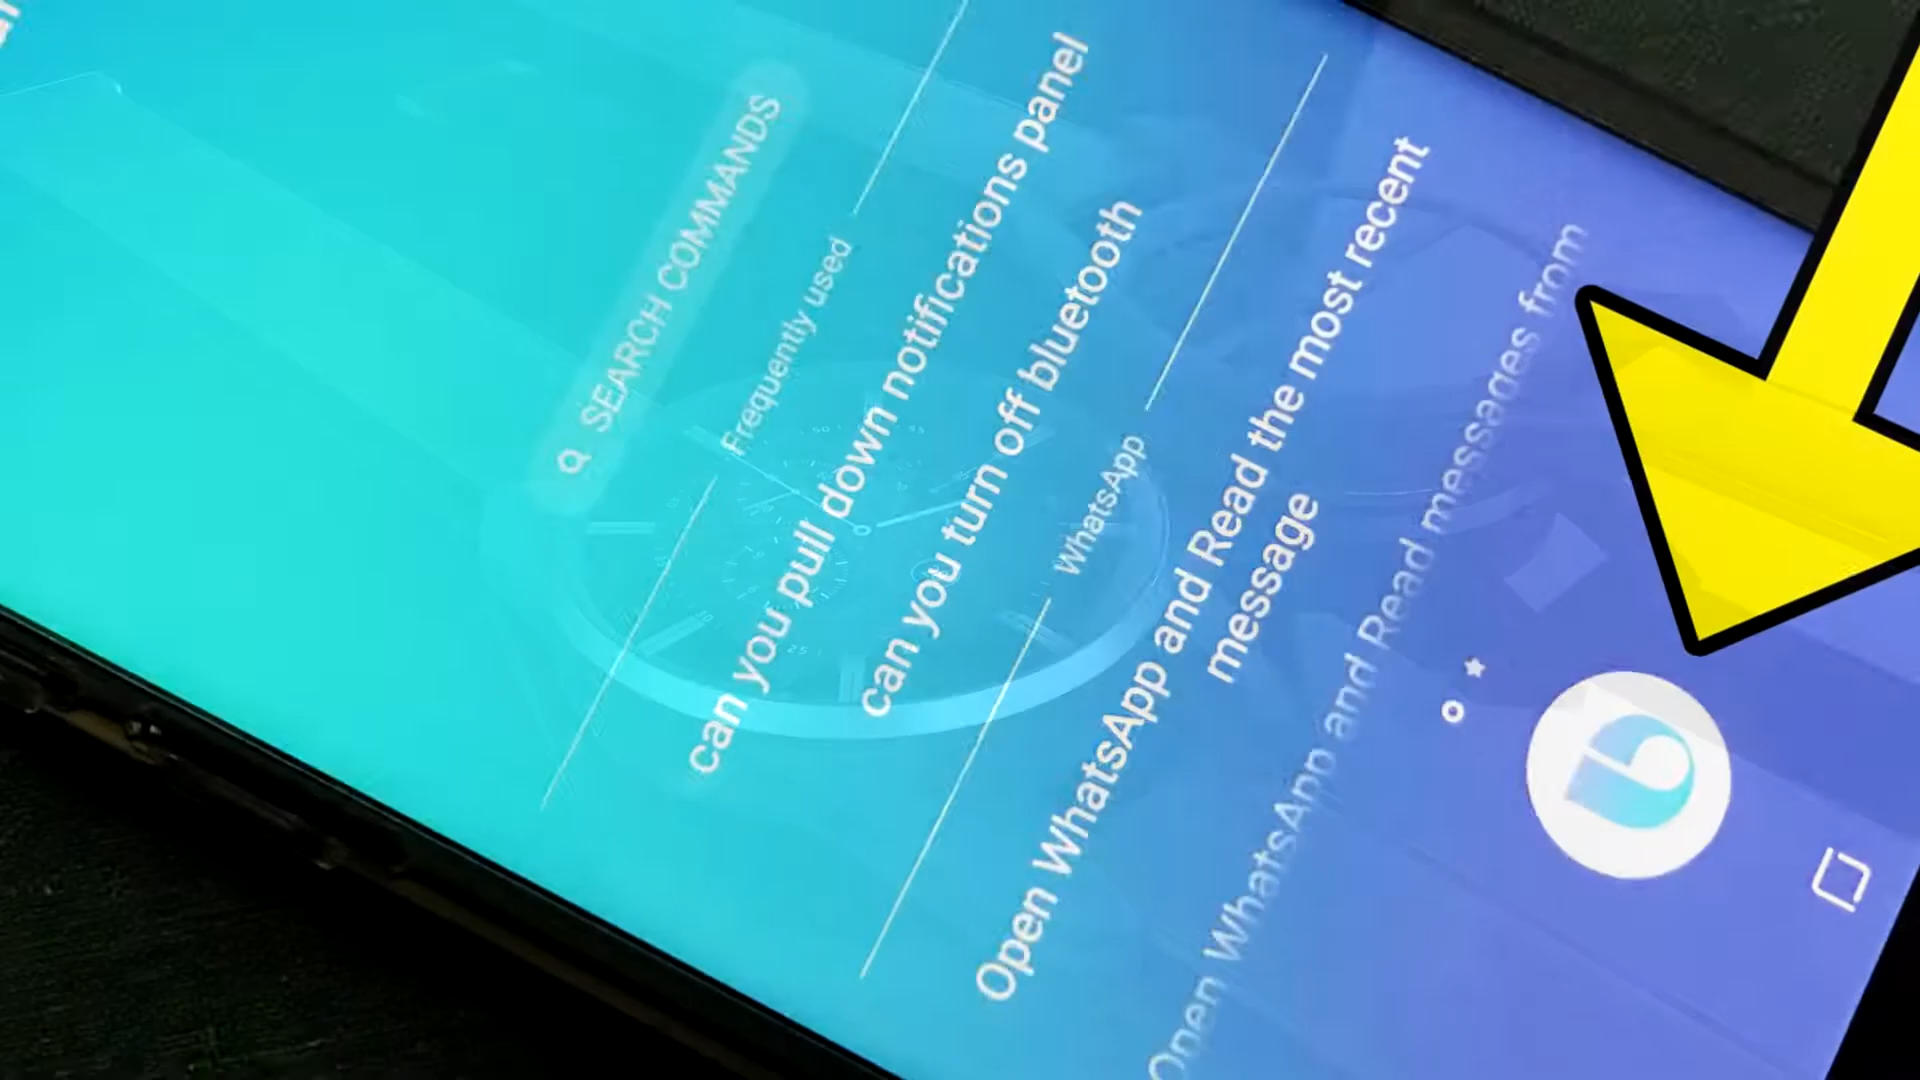 SEARCH COMMANDS
Frequently used
can you pull down notifications panel
can you turn off bluetooth
WhatsApp
Open WhatsApp and Read the most recent
message
Open WhatsApp and Read messages from